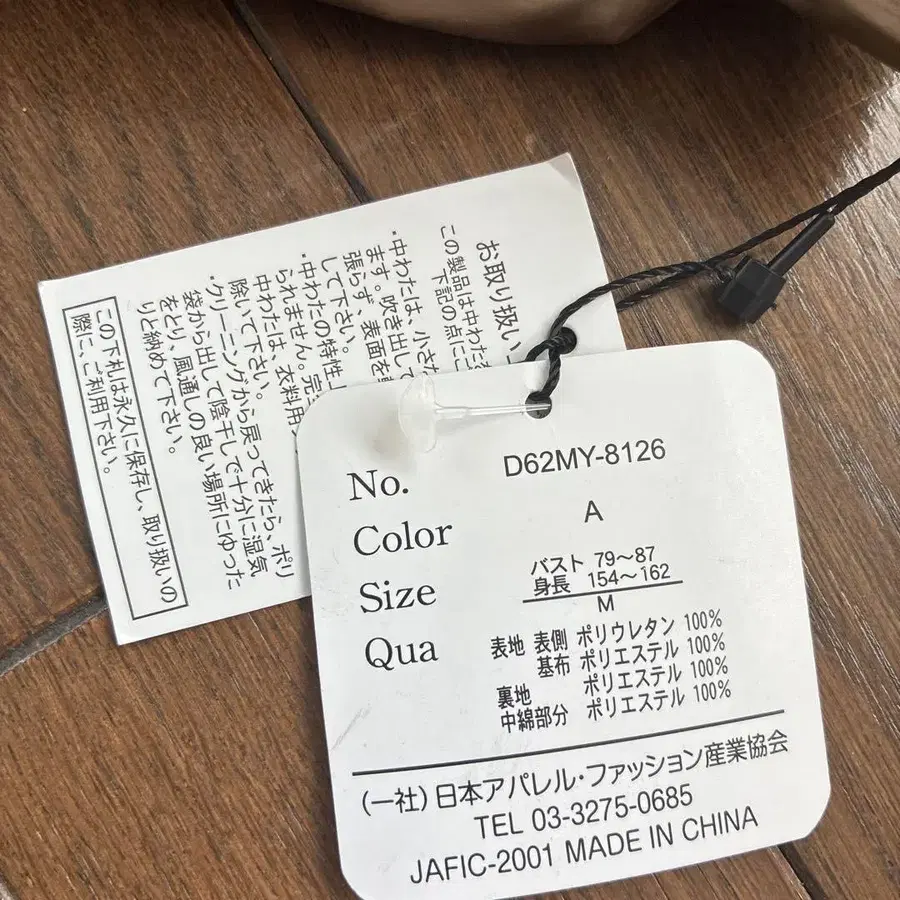 No. D62MY-8126
Color A
バスト 79〜87
身長 154〜162
Size M
Qua 表地 表側 ポリウレタン 100%
基布 ポリエステル 100%
裏地 ポリエステル 100%
中綿部分 ポリエステル 100%
(一社)日本アパレル・ファッション産業協会
TEL 03-3275-0685
JAFIC-2001 MADE IN CHINA
お取り扱い
この製品は中わた
下記の点に
・中わたは、小さ
ます。吹き出して
張らず、表面を
して下さい。
・中わたの特性上
られません。完
中わたは、衣料用
除いて下さい。
・クリーニングから戻ってきたら、ポリ
袋から出して陰干しで十分に湿気
をとり、風通しの良い場所にゆった
りと納めて下さい。
この下札は永久に保存し、取り扱いの
際に、ご利用下さい。